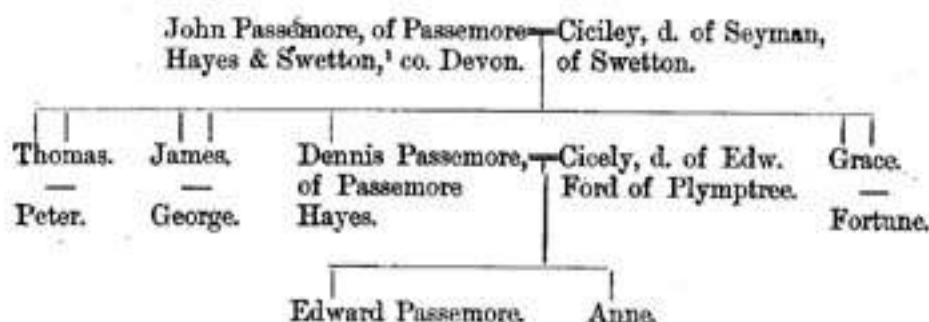 John Passemore, of Passemore Ciciley, d. of Seyman,
Hayes & Swetton,¹ co. Devon. of Swetton.
Thomas. James. Dennis Passemore, Cicely, d. of Edw. Grace.
of Passemore Ford of Plymptree.
Peter. George. Hayes. Fortune.
Edward Passemore. Anne.